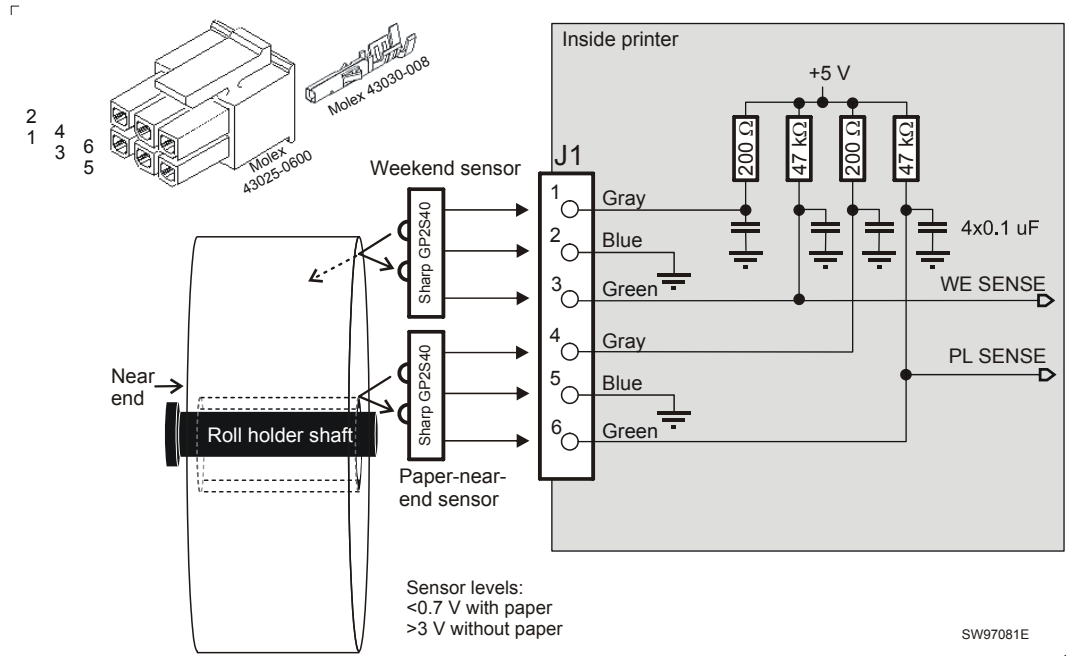 Inside printer
+5 V
200 Ω
47 kΩ
200 Ω
47 kΩ
4x0.1 uF
Molex 43030-008
Molex
43025-0600
2
1
4
3
6
5
Weekend sensor
J1
Sharp GP2S40
1
Gray
2
Blue
3
Green
WE SENSE
4
Gray
PL SENSE
5
Blue
6
Green
Sharp GP2S40
Near
end
Roll holder shaft
Paper-near-
end sensor
Sensor levels:
<0.7 V with paper
>3 V without paper
SW97081E